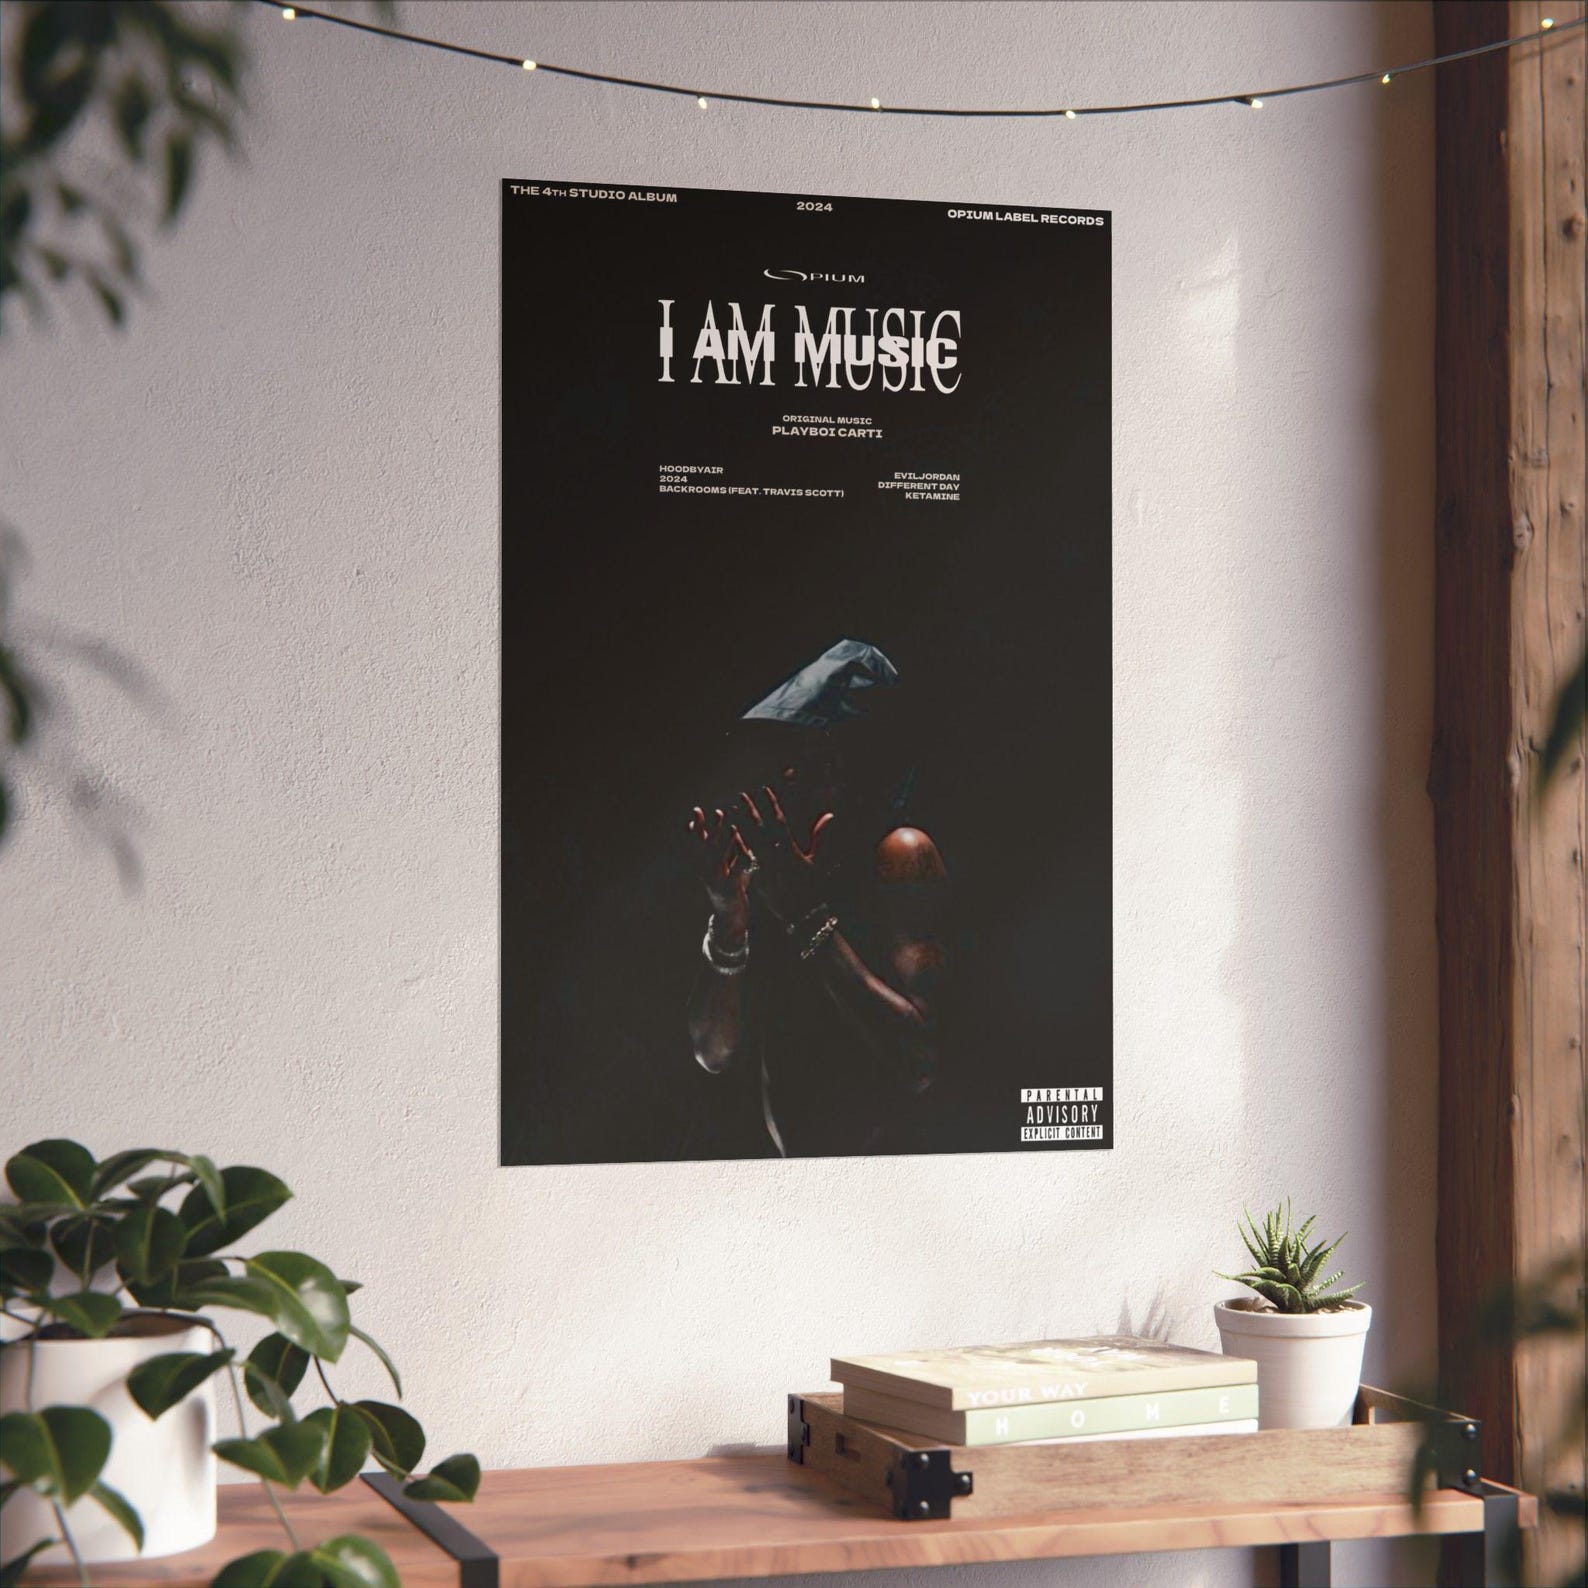 THE 4TH STUDIO ALBUM
2024
OPIUM LABEL RECORDS
OPIUM
I AM MUSIC
I AM MUSIC
ORIGINAL MUSIC
PLAYBOI CARTI
HOODBYAIR
2024
BACKROOMS (FEAT. TRAVIS SCOTT)
EVILJORDAN
DIFFERENT DAY
KETAMINE
PARENTAL
ADVISORY
EXPLICIT CONTENT
YOUR WAY
HOME